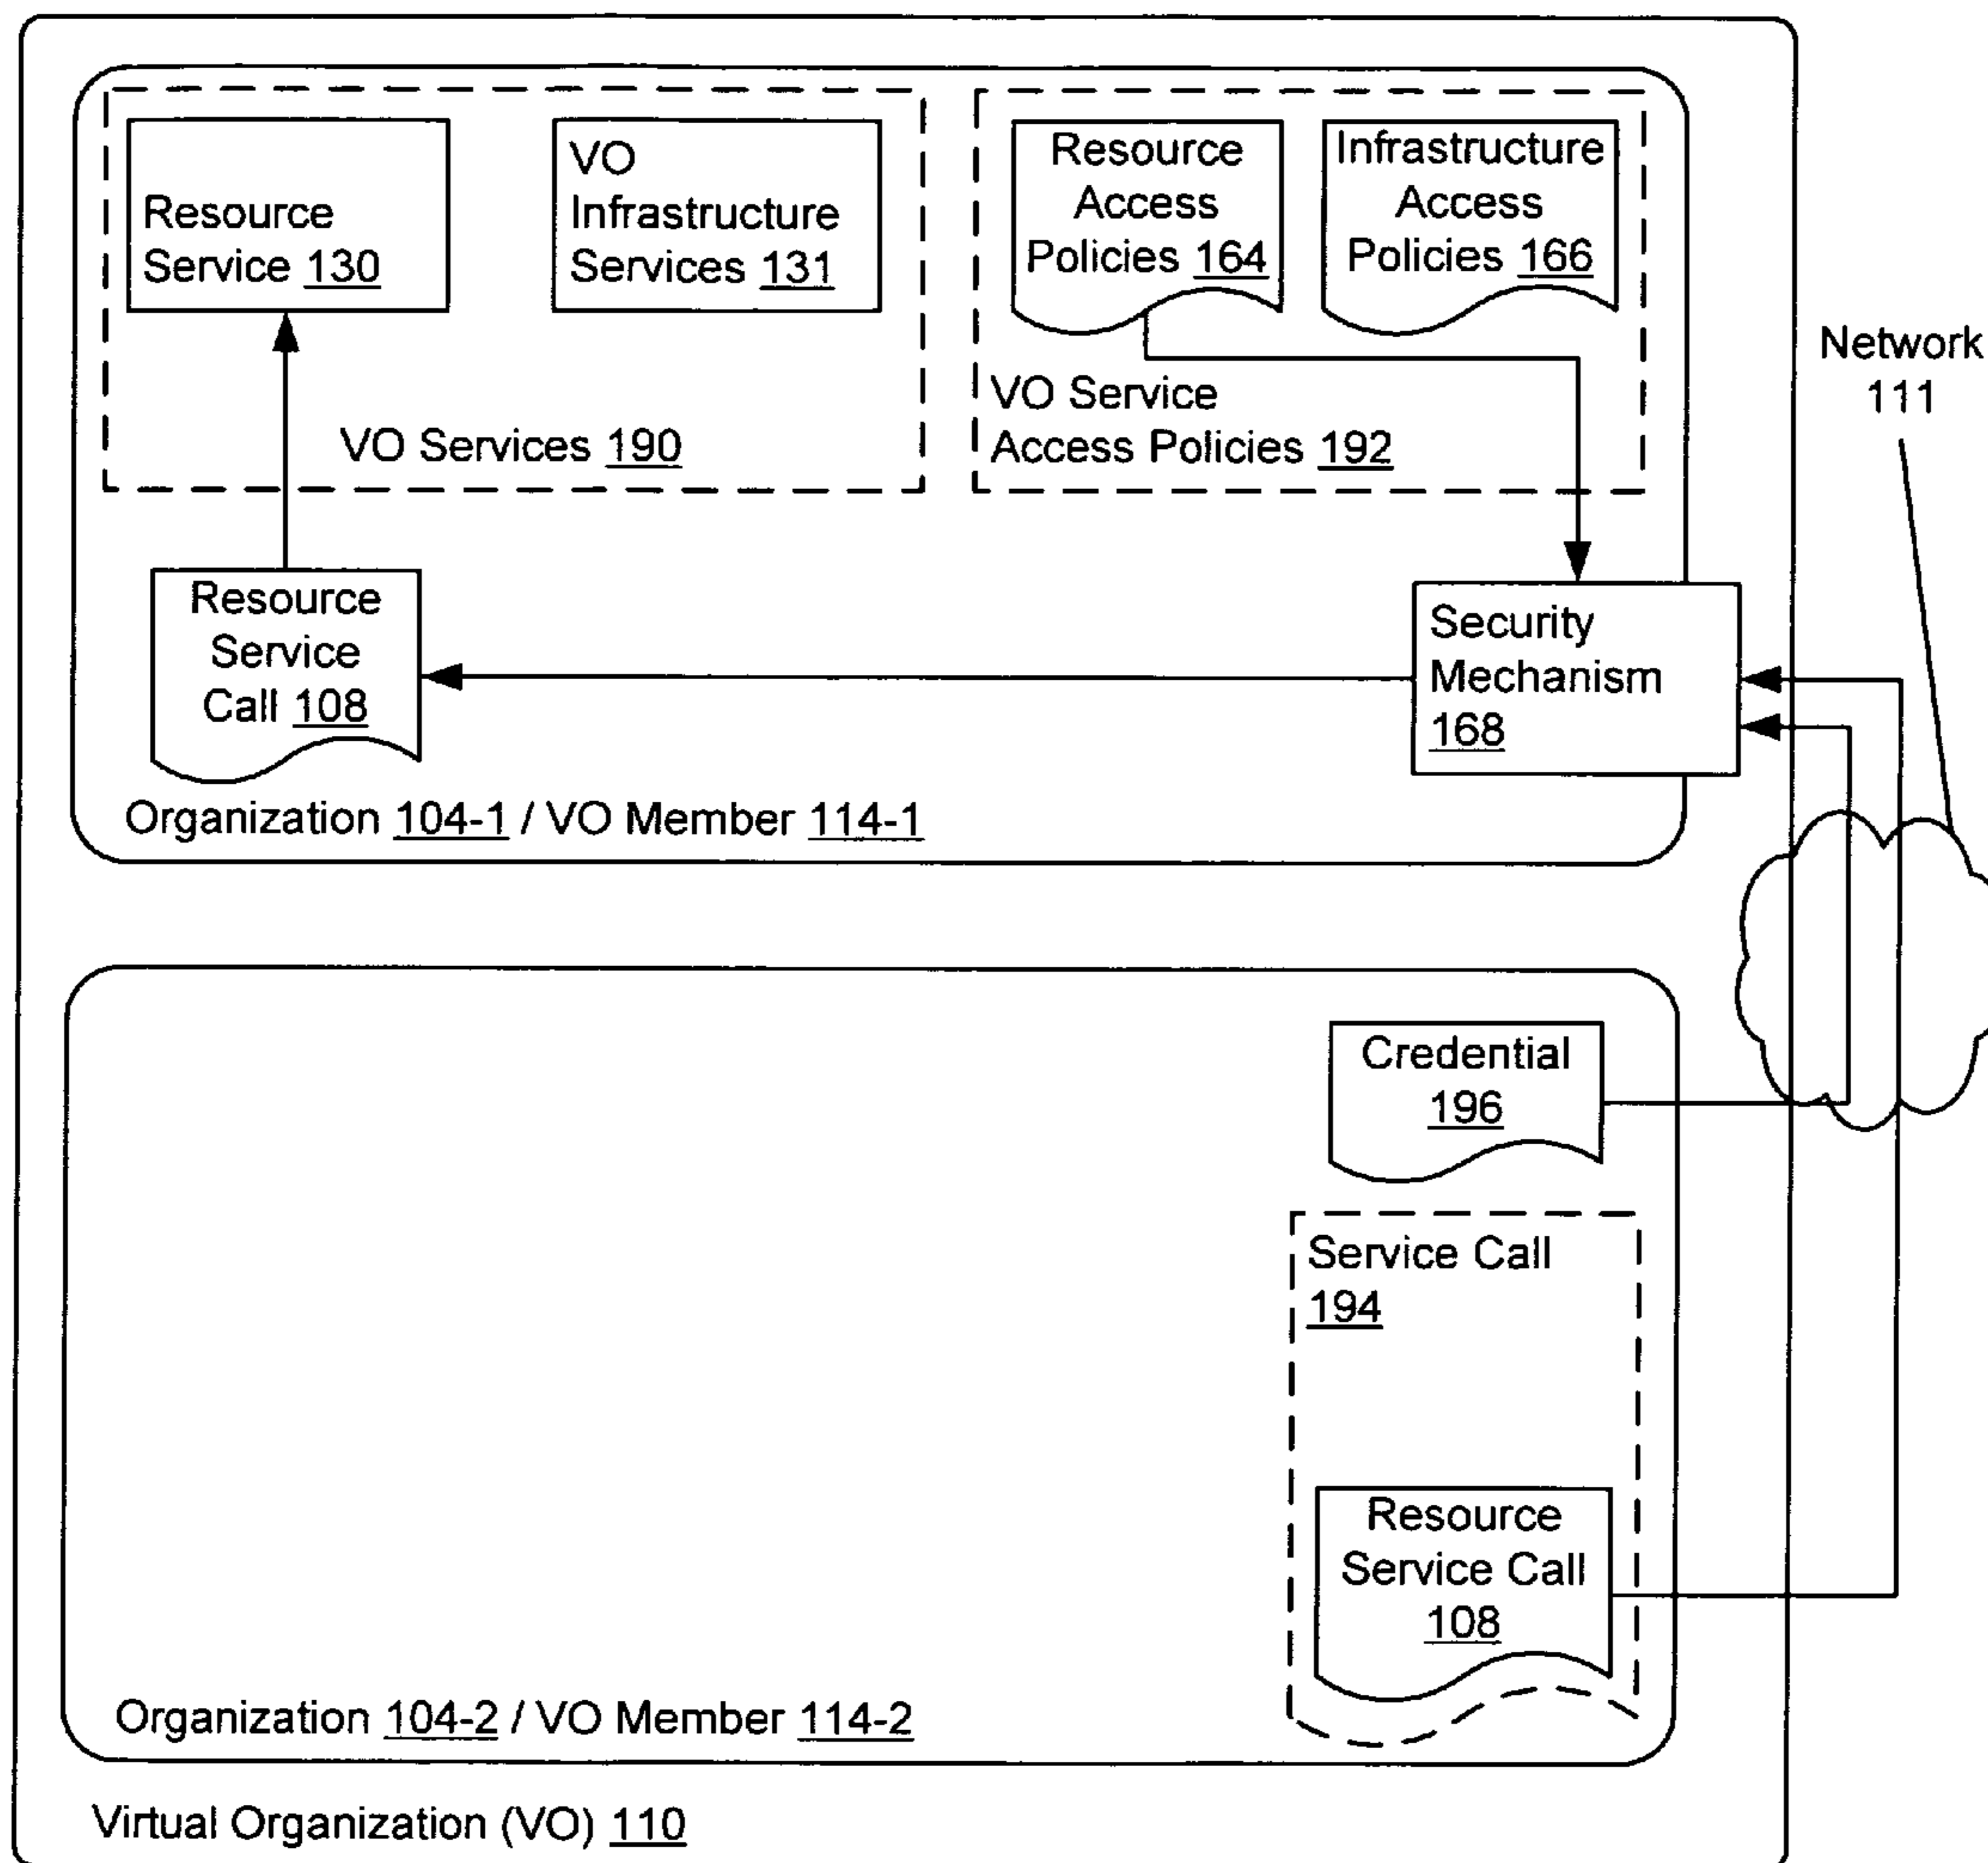 Resource
Service 130
VO
Infrastructure
Services 131
VO Services 190
Resource
Access
Policies 164
Infrastructure
Access
Policies 166
VO Service
Access Policies 192
Network
111
Resource
Service
Call 108
Security
Mechanism
168
Organization 104-1 / VO Member 114-1
Credential
196
Service Call
194
Resource
Service Call
108
Organization 104-2 / VO Member 114-2
Virtual Organization (VO) 110